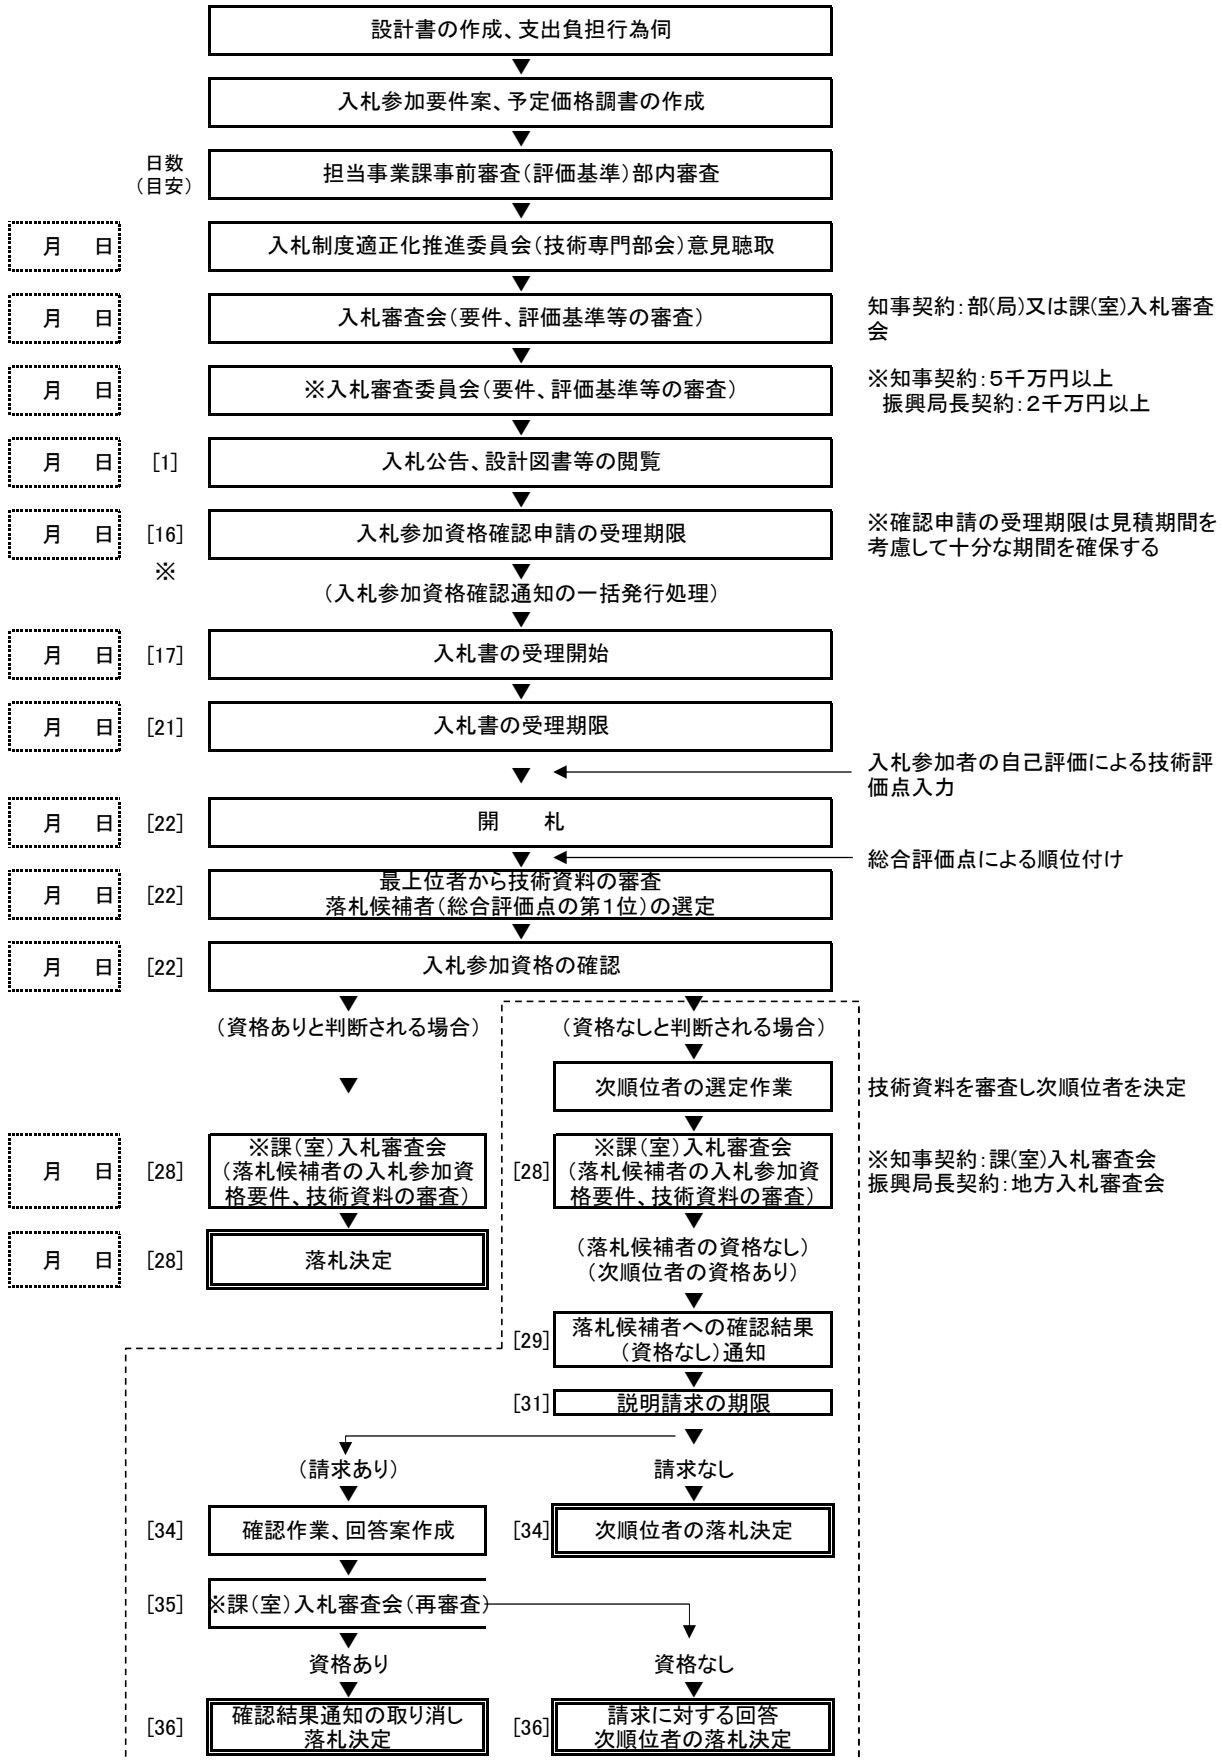 設計書の作成、支出負担行為伺
▼
入札参加要件案、予定価格調書の作成
▼
日数
（目安）
担当事業課事前審査（評価基準）部内審査
▼
月　日
入札制度適正化推進委員会（技術専門部会）意見聴取
▼
月　日
入札審査会（要件、評価基準等の審査）
知事契約：部(局)又は課(室)入札審査
会
▼
月　日
※入札審査委員会（要件、評価基準等の審査）
※知事契約：５千万円以上
振興局長契約：２千万円以上
▼
月　日
[1]
入札公告、設計図書等の閲覧
▼
月　日
[16]
※
入札参加資格確認申請の受理期限
※確認申請の受理期限は見積期間を
考慮して十分な期間を確保する
▼
（入札参加資格確認通知の一括発行処理）
▼
月　日
[17]
入札書の受理開始
▼
月　日
[21]
入札書の受理期限
▼
入札参加者の自己評価による技術評
価点入力
月　日
[22]
開　　札
▼
総合評価点による順位付け
月　日
[22]
最上位者から技術資料の審査
落札候補者（総合評価点の第１位）の選定
▼
月　日
[22]
入札参加資格の確認
▼
▼
（資格ありと判断される場合）
（資格なしと判断される場合）
▼
▼
次順位者の選定作業
技術資料を審査し次順位者を決定
▼
月　日
[28]
※課（室）入札審査会
（落札候補者の入札参加資
格要件、技術資料の審査）
[28]
※課（室）入札審査会
（落札候補者の入札参加資
格要件、技術資料の審査）
※知事契約：課(室)入札審査会
振興局長契約：地方入札審査会
▼
▼
月　日
[28]
落札決定
（落札候補者の資格なし）
（次順位者の資格あり）
▼
[29]
落札候補者への確認結果
（資格なし）通知
▼
[31]
説明請求の期限
▼
（請求あり）
請求なし
▼
▼
[34]
確認作業、回答案作成
[34]
次順位者の落札決定
▼
[35]
※課（室）入札審査会（再審査）
▼
資格あり
資格なし
▼
▼
[36]
確認結果通知の取り消し
落札決定
[36]
請求に対する回答
次順位者の落札決定